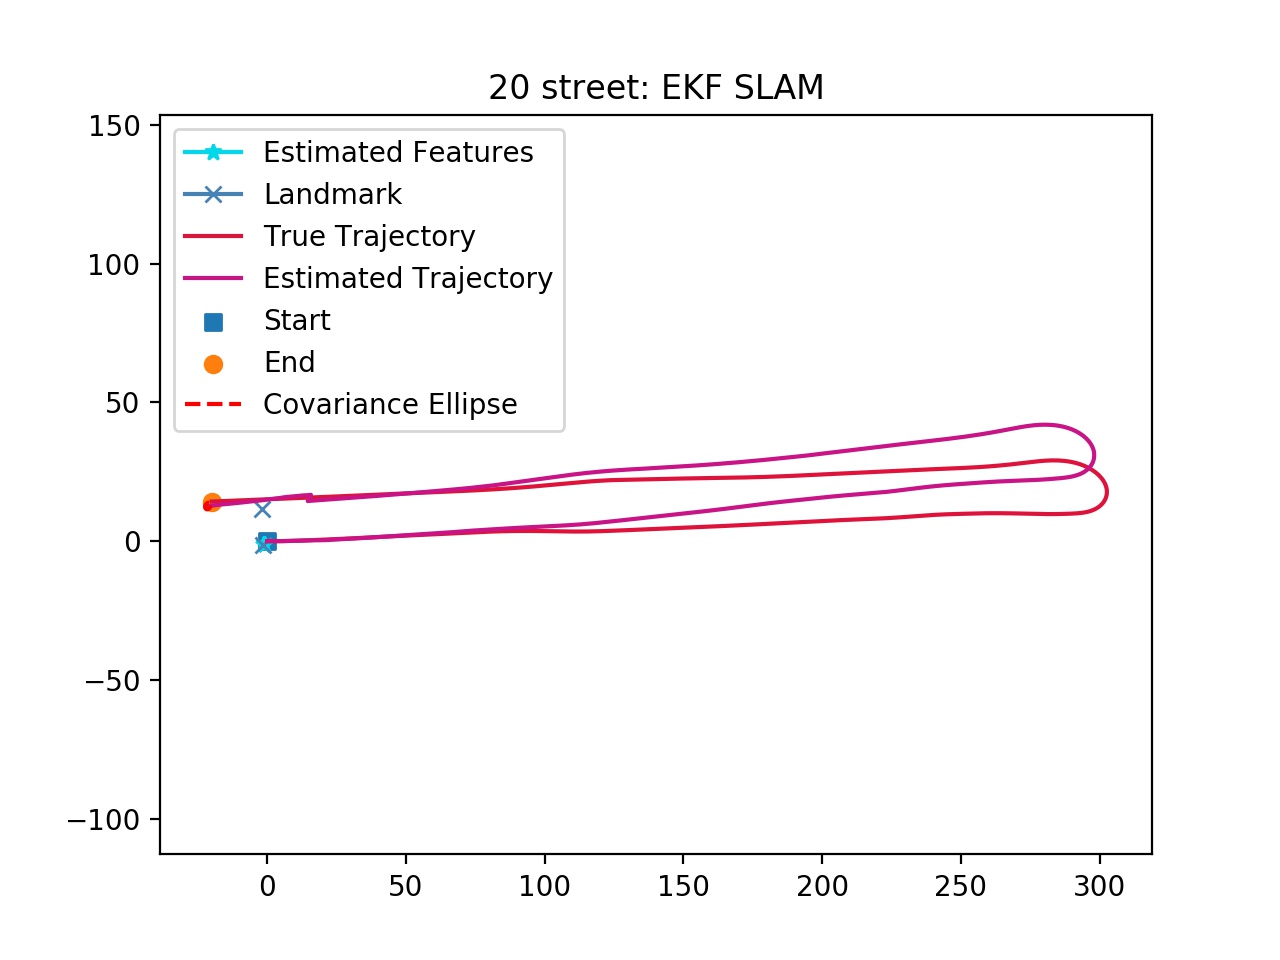 20 street: EKF SLAM
150
100
50
0
−50
−100
Estimated Features
Landmark
True Trajectory
Estimated Trajectory
Start
End
Covariance Ellipse
0 50 100 150 200 250 300